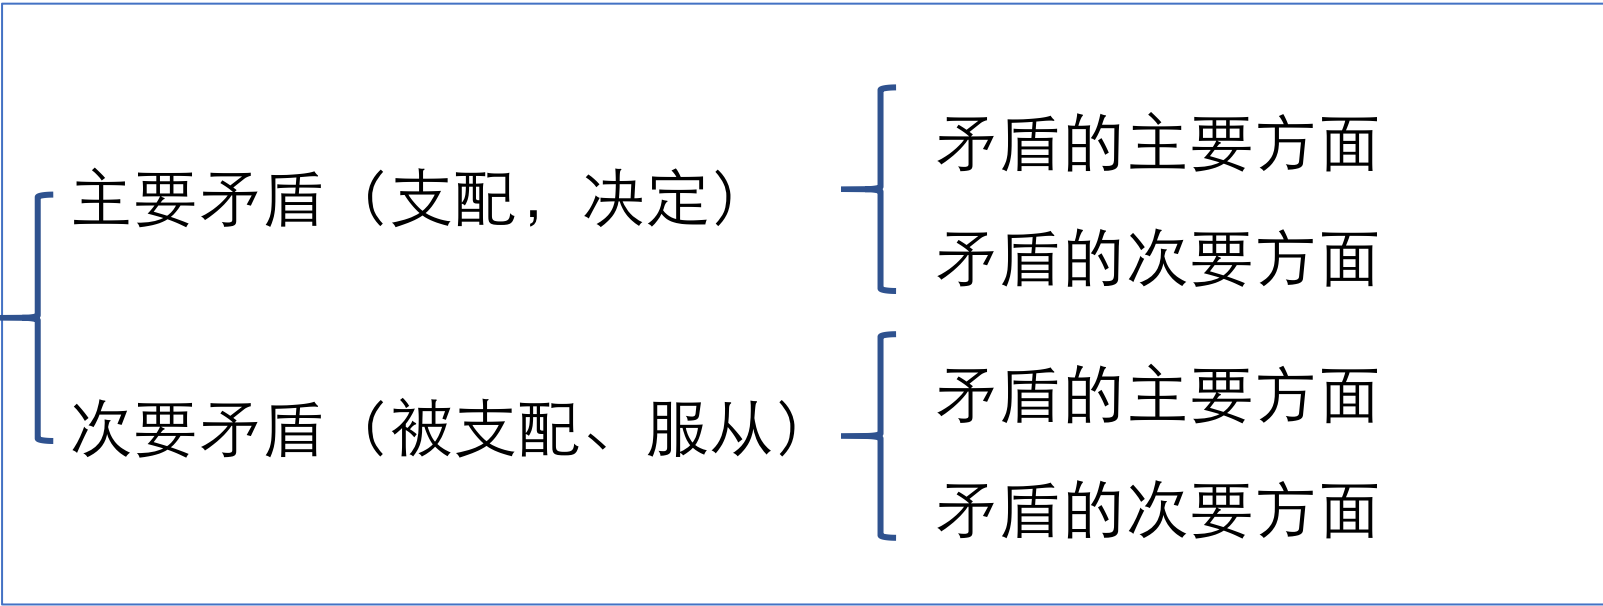 主要矛盾（支配，决定）
矛盾的主要方面
矛盾的次要方面
次要矛盾（被支配、服从）
矛盾的主要方面
矛盾的次要方面